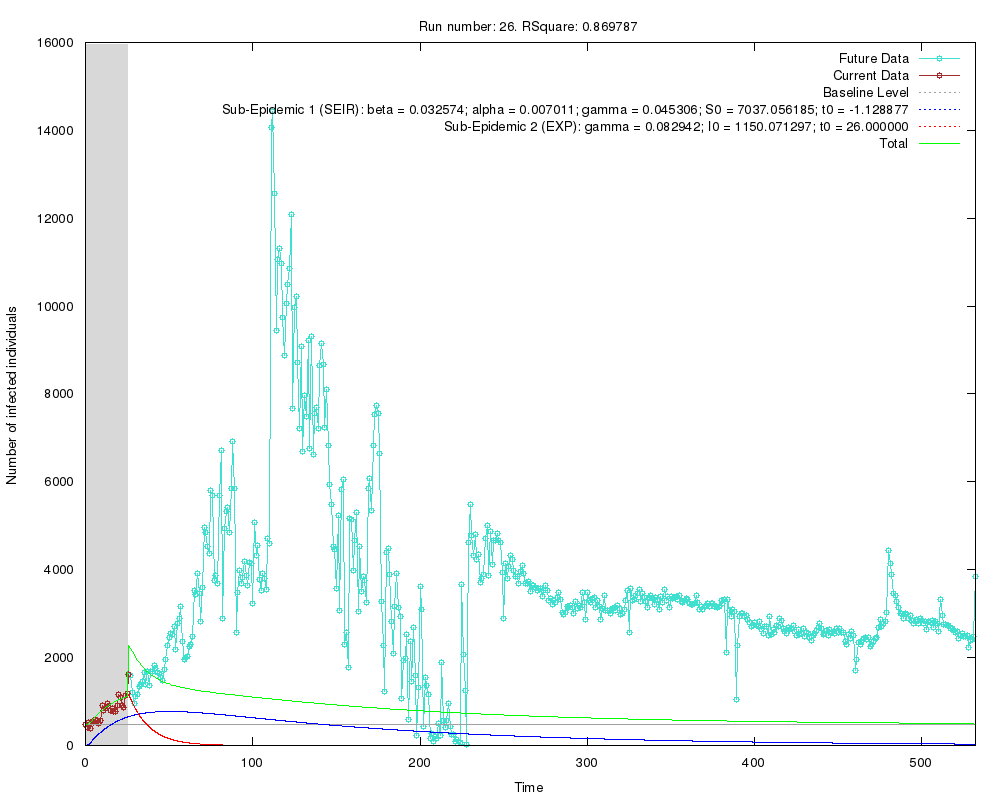 Run number: 26. RSquare: 0.869787
16000
14000
12000
10000
8000
6000
4000
2000
0
Number of infected individuals
Future Data
Current Data
Baseline Level
Sub-Epidemic 1 (SEIR): beta = 0.032574; alpha = 0.007011; gamma = 0.045306; S0 = 7037.056185; t0 = -1.128877
Sub-Epidemic 2 (EXP): gamma = 0.082942; I0 = 1150.071297; t0 = 26.000000
Total
0 100 200 300 400 500
Time